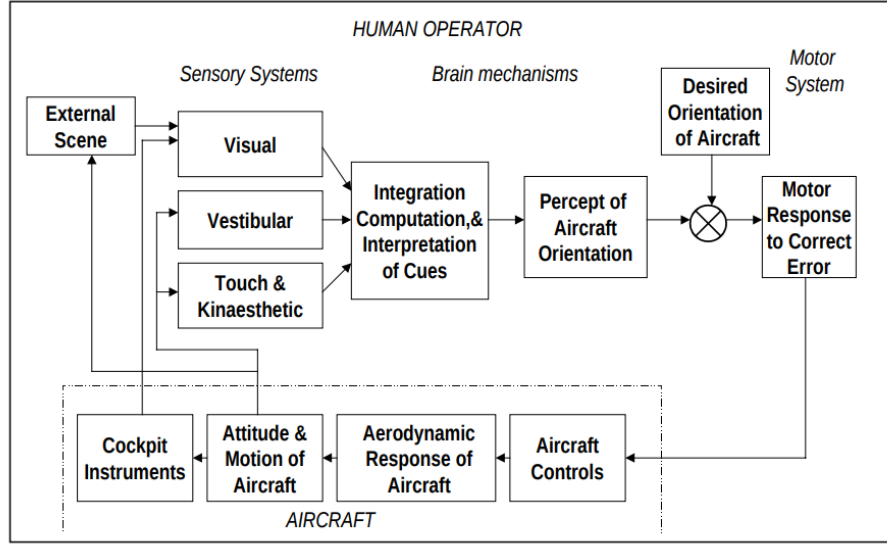 HUMAN OPERATOR
Sensory Systems
Brain mechanisms
Motor
System
External
Scene
Visual
Vestibular
Touch &
Kinaesthetic
Integration
Computation,&
Interpretation
of Cues
Percept of
Aircraft
Orientation
Desired
Orientation
of Aircraft
Motor
Response
to Correct
Error
Cockpit
Instruments
Attitude &
Motion of
Aircraft
Aerodynamic
Response of
Aircraft
Aircraft
Controls
AIRCRAFT